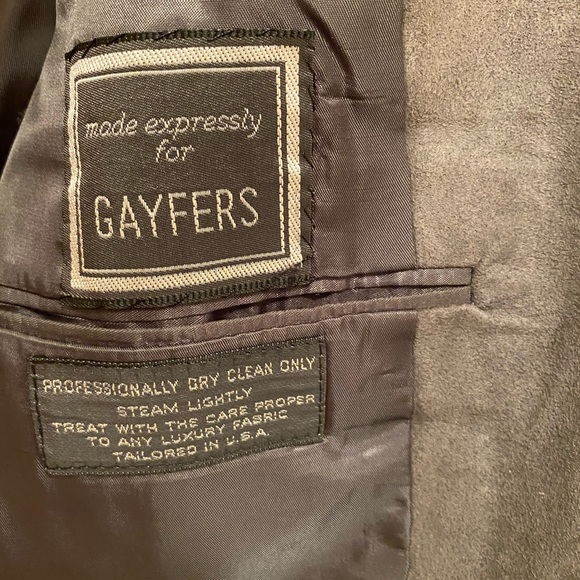 made expressly
for
GAYFERS
PROFESSIONALLY DRY CLEAN ONLY
STEAM LIGHTLY
TREAT WITH THE CARE PROPER
TO ANY LUXURY FABRIC
TAILORED IN U.S.A.